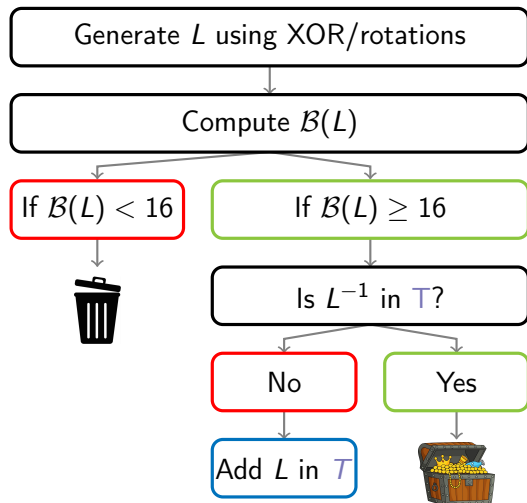 Generate L using XOR/rotations
Compute ℬ(L)
If ℬ(L) < 16
If ℬ(L) ≥ 16
Is L⁻¹ in T?
No
Yes
Add L in T